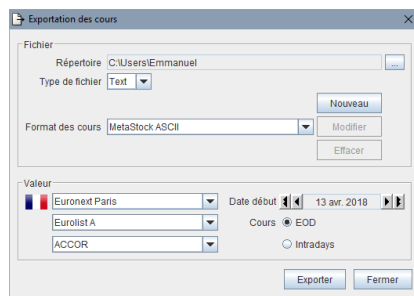 Exportation des cours
Fichier
Répertoire C:\Users\Emmanuel ...
Type de fichier Text
Nouveau
Format des cours MetaStock ASCII Modifier
Effacer
Valeur
Euronext Paris Date début 13 avr. 2018
Eurolist A Cours EOD
ACCOR Intradays
Exporter Fermer